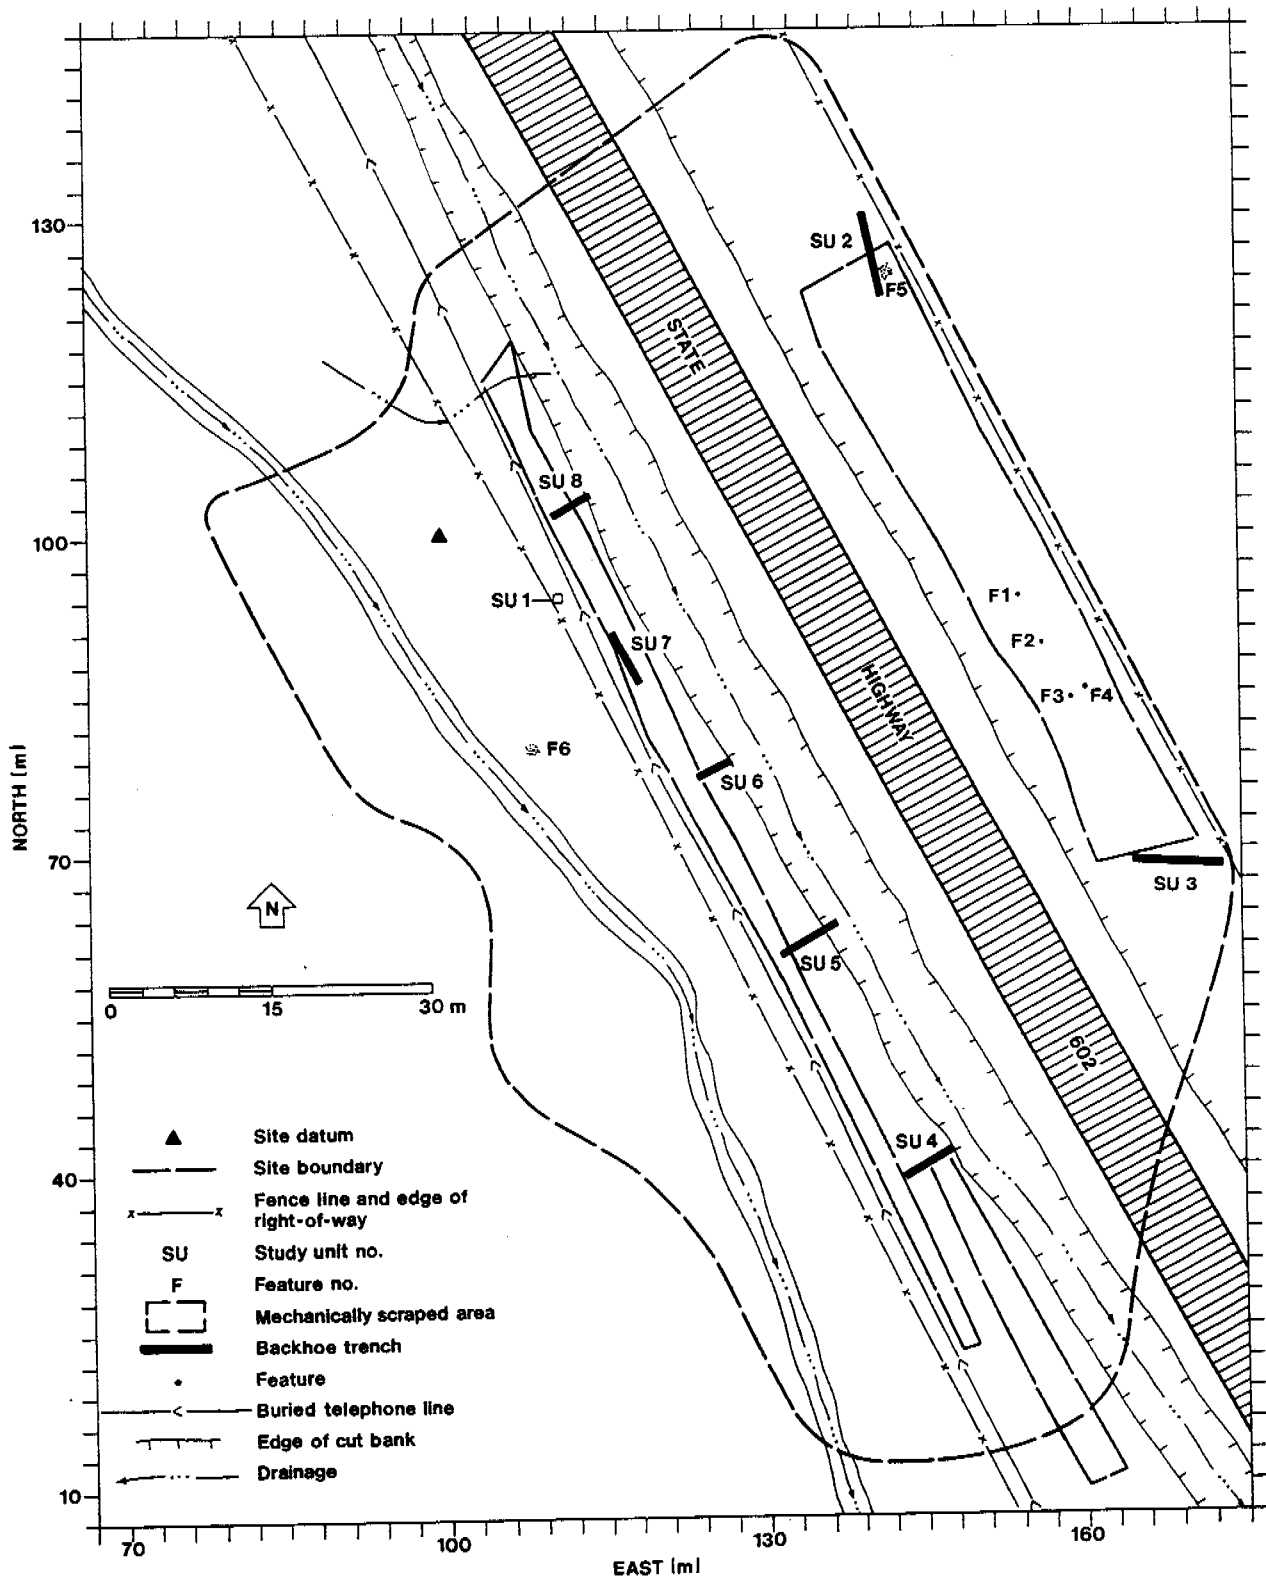 130
SU 2
F5
STATE
SU 8
100
SU 1
F1
F2
SU 7
HIGHWAY
F3
F4
F6
SU 6
NORTH (m)
70
SU 3
N
SU 5
0
15
30 m
602
SU 4
Site datum
Site boundary
40
Fence line and edge of
right-of-way
SU
Study unit no.
F
Feature no.
Mechanically scraped area
Backhoe trench
Feature
Buried telephone line
Edge of cut bank
Drainage
10
70
100
130
160
EAST (m)